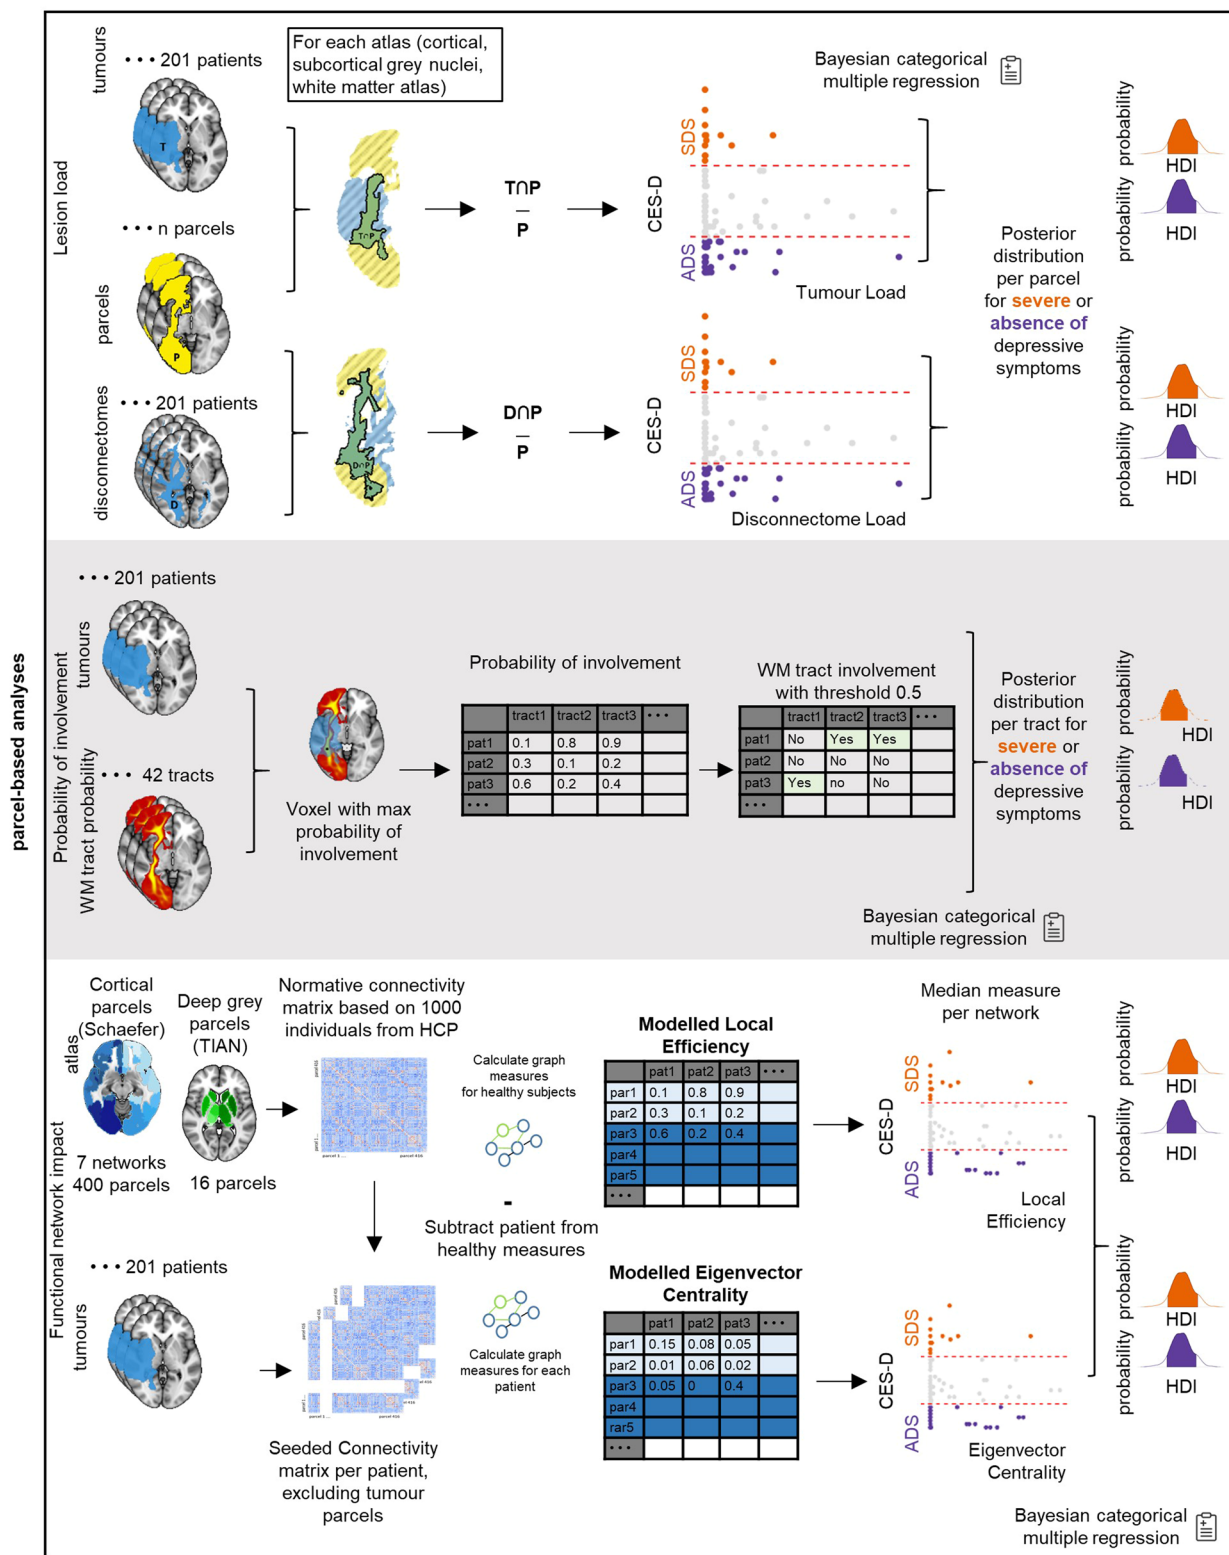 parcel-based analyses
Lesion load
tumours
••• 201 patients
T
For each atlas (cortical,
subcortical grey nuclei,
white matter atlas)
••• n parcels
parcels
P
••• 201 patients
disconnectomes
D
T∩P
T∩P
P
D∩P
D∩P
P
Bayesian categorical
multiple regression
CES-D
SDS
ADS
Tumour Load
CES-D
SDS
ADS
Disconnectome Load
Posterior
distribution
per parcel
for severe or
absence of
depressive
symptoms
probability
HDI
probability
HDI
probability
HDI
probability
HDI
Probability of involvement
••• 201 patients
tumours
••• 42 tracts
WM tract probability
Voxel with max
probability of
involvement
Probability of involvement
tract1 tract2 tract3 •••
pat1 0.1 0.8 0.9
pat2 0.3 0.1 0.2
pat3 0.6 0.2 0.4
•••
WM tract involvement
with threshold 0.5
tract1 tract2 tract3 •••
pat1 No Yes Yes
pat2 No No No
pat3 Yes no No
•••
Posterior
distribution
per tract for
severe or
absence of
depressive
symptoms
probability
HDI
probability
HDI
Bayesian categorical
multiple regression
Functional network impact
atlas
Cortical
parcels
(Schaefer)
7 networks
400 parcels
Deep grey
parcels
(TIAN)
16 parcels
Normative connectivity
matrix based on 1000
individuals from HCP
parcel 416
parcel 1 ...
parcel 1 .... parcel 416
Calculate graph
measures
for healthy subjects
-
Subtract patient from
healthy measures
Calculate graph
measures for each
patient
••• 201 patients
tumours
parcel 1 .... parcel 416
Seeded Connectivity
matrix per patient,
excluding tumour
parcels
Modelled Local
Efficiency
pat1 pat2 pat3 •••
par1 0.1 0.8 0.9
par2 0.3 0.1 0.2
par3 0.6 0.2 0.4
par4
par5
•••
Modelled Eigenvector
Centrality
pat1 pat2 pat3 •••
par1 0.15 0.08 0.05
par2 0.01 0.06 0.02
par3 0.05 0 0.4
par4
rar5
•••
Median measure
per network
CES-D
SDS
ADS
Local
Efficiency
CES-D
SDS
ADS
Eigenvector
Centrality
probability
HDI
probability
HDI
probability
HDI
probability
HDI
Bayesian categorical
multiple regression